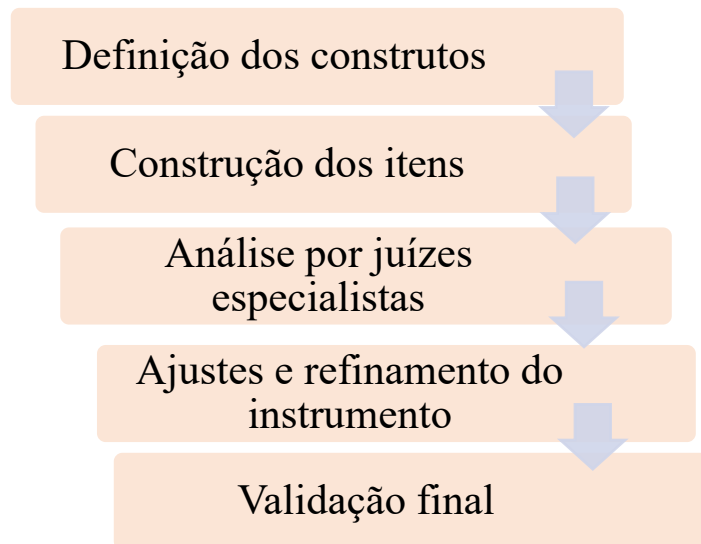 Definição dos construtos
Construção dos itens
Análise por juízes
especialistas
Ajustes e refinamento do
instrumento
Validação final